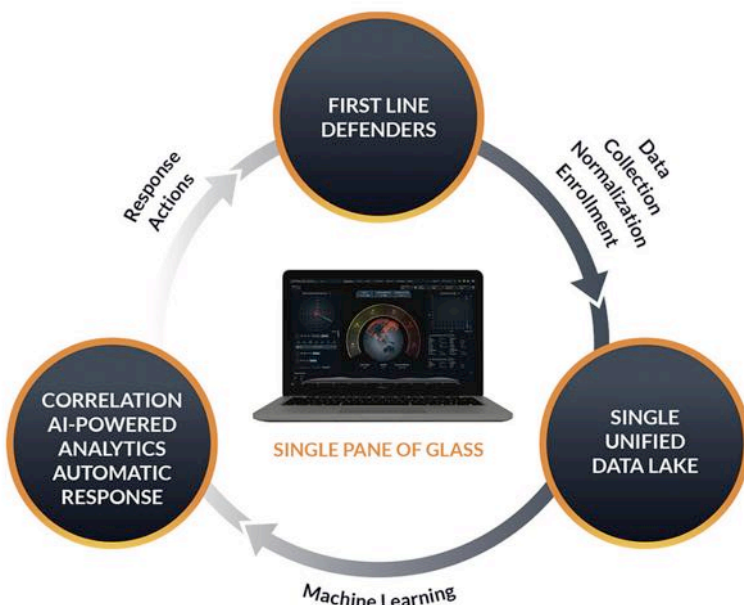 FIRST LINE
DEFENDERS
Data
Collection
Normalization
Enrollment
SINGLE
UNIFIED
DATA LAKE
Machine Learning
CORRELATION
AI-POWERED
ANALYTICS
AUTOMATIC
RESPONSE
Response
Actions
SINGLE PANE OF GLASS